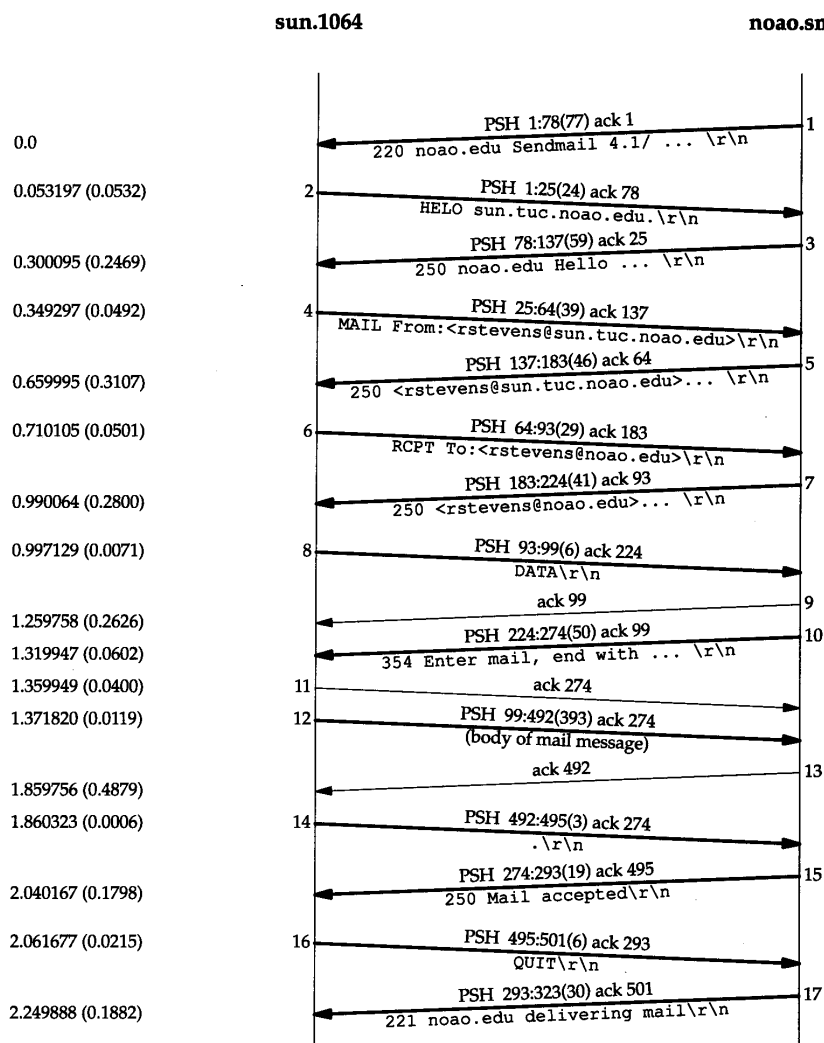 sun.1064 noao.sm
PSH 1:78(77) ack 1 1
0.0
220 noao.edu Sendmail 4.1/ ... \r\n
0.053197 (0.0532) 2 PSH 1:25(24) ack 78
HELO sun.tuc.noao.edu.\r\n
PSH 78:137(59) ack 25 3
0.300095 (0.2469) 250 noao.edu Hello ... \r\n
0.349297 (0.0492) 4 PSH 25:64(39) ack 137
MAIL From:<rstevens@sun.tuc.noao.edu>\r\n
PSH 137:183(46) ack 64 5
0.659995 (0.3107) 250 <rstevens@sun.tuc.noao.edu>... \r\n
0.710105 (0.0501) 6 PSH 64:93(29) ack 183
RCPT To:<rstevens@noao.edu>\r\n
PSH 183:224(41) ack 93 7
0.990064 (0.2800) 250 <rstevens@noao.edu>... \r\n
0.997129 (0.0071) 8 PSH 93:99(6) ack 224
DATA\r\n
ack 99 9
1.259758 (0.2626)
PSH 224:274(50) ack 99 10
1.319947 (0.0602) 354 Enter mail, end with ... \r\n
1.359949 (0.0400) 11 ack 274
1.371820 (0.0119) 12 PSH 99:492(393) ack 274
(body of mail message)
ack 492 13
1.859756 (0.4879)
1.860323 (0.0006) 14 PSH 492:495(3) ack 274
.\r\n
PSH 274:293(19) ack 495 15
2.040167 (0.1798) 250 Mail accepted\r\n
2.061677 (0.0215) 16 PSH 495:501(6) ack 293
QUIT\r\n
PSH 293:323(30) ack 501 17
2.249888 (0.1882) 221 noao.edu delivering mail\r\n